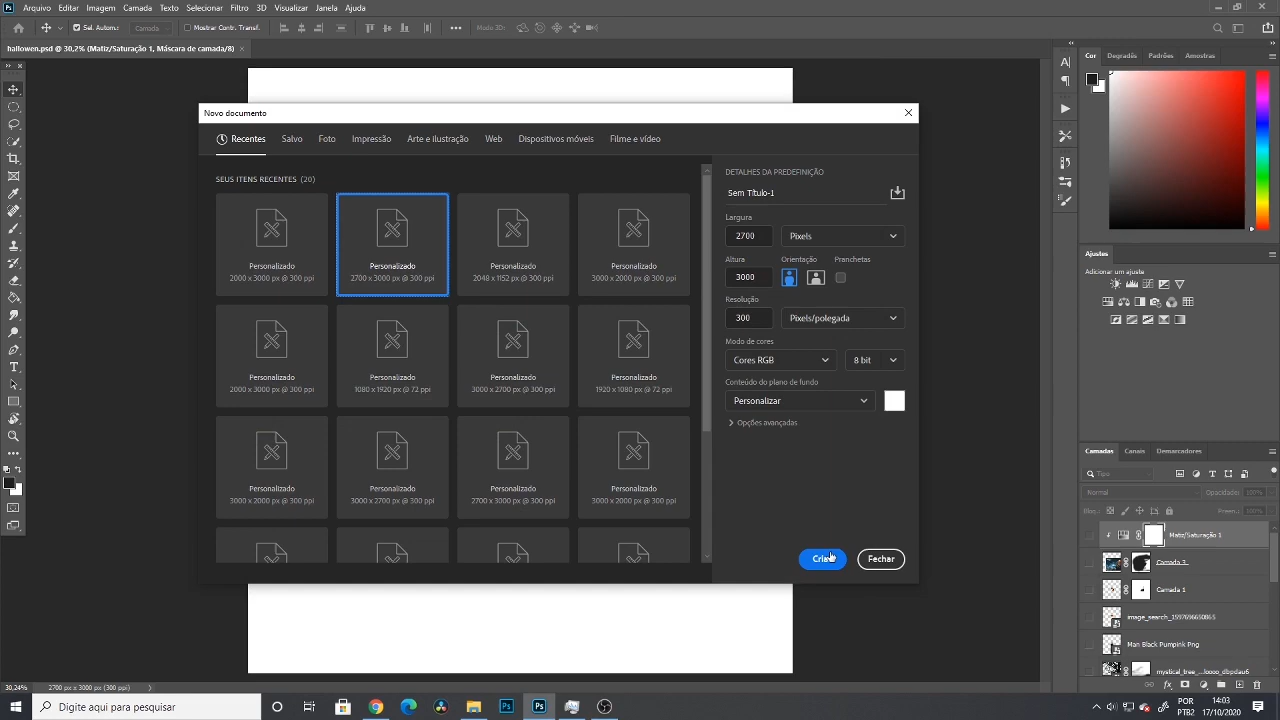 Ps Arquivo Editar Imagem Camada Texto Selecionar Filtro 3D Visualizar Janela Ajuda
Sel. Autom.: Camada Mostrar Contr. Transf. Modo 3D:
hallowen.psd @ 30,2% (Matiz/Saturação 1, Máscara de camada/8)
Novo documento
Recentes Salvo Foto Impressão Arte e ilustração Web Dispositivos móveis Filme e vídeo
SEUS ITENS RECENTES (20)
Personalizado
2000 x 3000 px @ 300 ppi
Personalizado
2700 x 3000 px @ 300 ppi
Personalizado
2048 x 1152 px @ 300 ppi
Personalizado
3000 x 2000 px @ 300 ppi
Personalizado
2000 x 3000 px @ 300 ppi
Personalizado
1080 x 1920 px @ 72 ppi
Personalizado
3000 x 2700 px @ 300 ppi
Personalizado
1920 x 1080 px @ 72 ppi
Personalizado
3000 x 2000 px @ 300 ppi
Personalizado
3000 x 2700 px @ 300 ppi
Personalizado
2700 x 3000 px @ 300 ppi
Personalizado
3000 x 2000 px @ 300 ppi
DETALHES DA PREDEFINIÇÃO
Sem Título-1
Largura
2700 Pixels
Altura Orientação Pranchetas
3000
Resolução
300 Pixels/polegada
Modo de cores
Cores RGB 8 bit
Conteúdo do plano de fundo
Personalizar
Opções avançadas
Criar Fechar
Cor Degradês Padrões Amostras
Ajustes
Adicionar um ajuste
Camadas Canais Demarcadores
Tipo
Normal Opacidade: 100%
Bloq.: Preen.: 100%
Matiz/Saturação 1
Camada 3
Camada 1
image_search_1597696650865
Man Black Pumpink Png
mystical_tree_...loooo_dbpdau6
30,24% 2700 px x 3000 px (300 ppi)
Digite aqui para pesquisar
POR
PTB2
14:03
17/10/2020